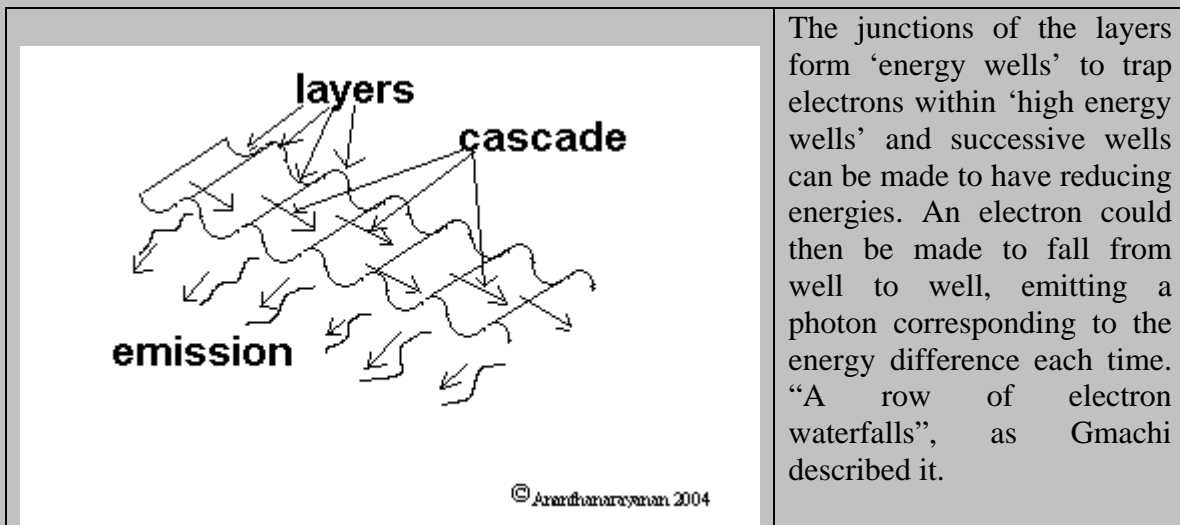 layers
cascade
emission
© Ananthanarayanan 2004
The junctions of the layers
form ‘energy wells’ to trap
electrons within ‘high energy
wells’ and successive wells
can be made to have reducing
energies. An electron could
then be made to fall from
well to well, emitting a
photon corresponding to the
energy difference each time.
“A row of electron
waterfalls”, as Gmachi
described it.